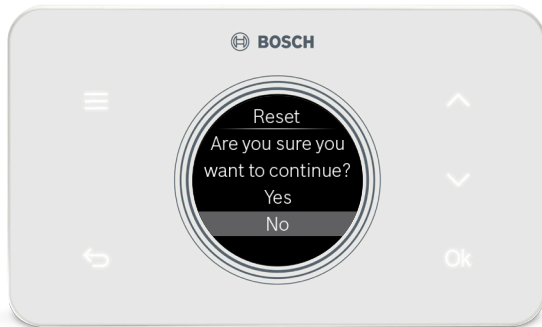 BOSCH
Reset
Are you sure you
want to continue?
Yes
No
Ok